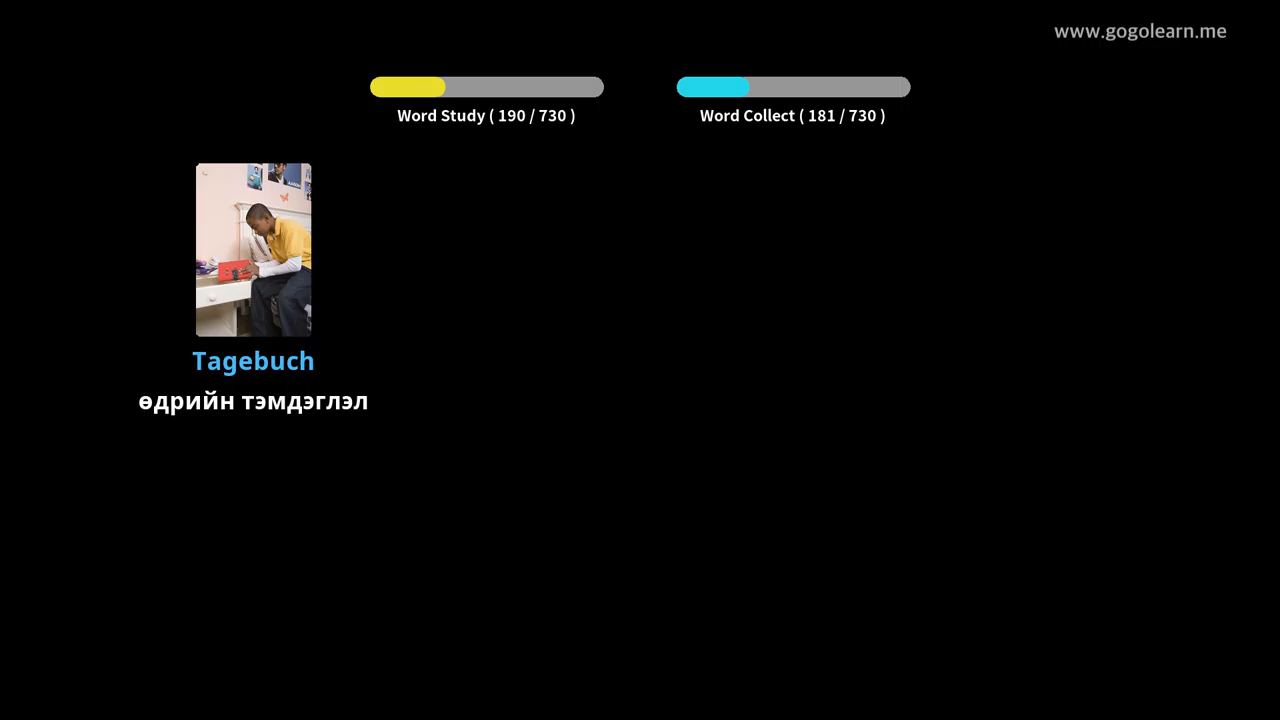 www.gogolearn.me
Word Study ( 190 / 730 )
Word Collect ( 181 / 730 )
Tagebuch
өдрийн тэмдэглэл